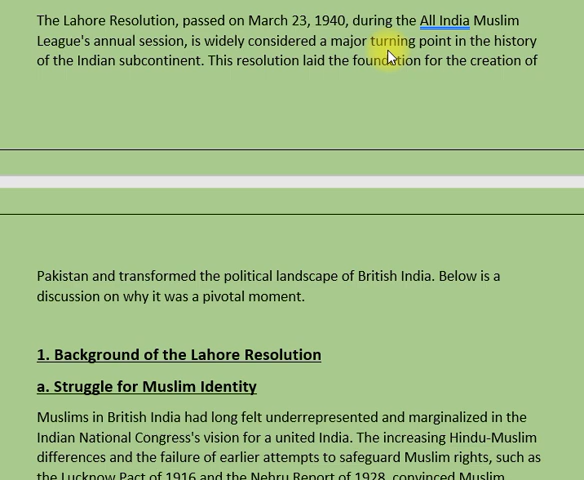 The Lahore Resolution, passed on March 23, 1940, during the All India Muslim
League's annual session, is widely considered a major turning point in the history
of the Indian subcontinent. This resolution laid the foundation for the creation of
Pakistan and transformed the political landscape of British India. Below is a
discussion on why it was a pivotal moment.
1. Background of the Lahore Resolution
a. Struggle for Muslim Identity
Muslims in British India had long felt underrepresented and marginalized in the
Indian National Congress's vision for a united India. The increasing Hindu-Muslim
differences and the failure of earlier attempts to safeguard Muslim rights, such as
the Lucknow Pact of 1916 and the Nehru Report of 1928, convinced Muslim